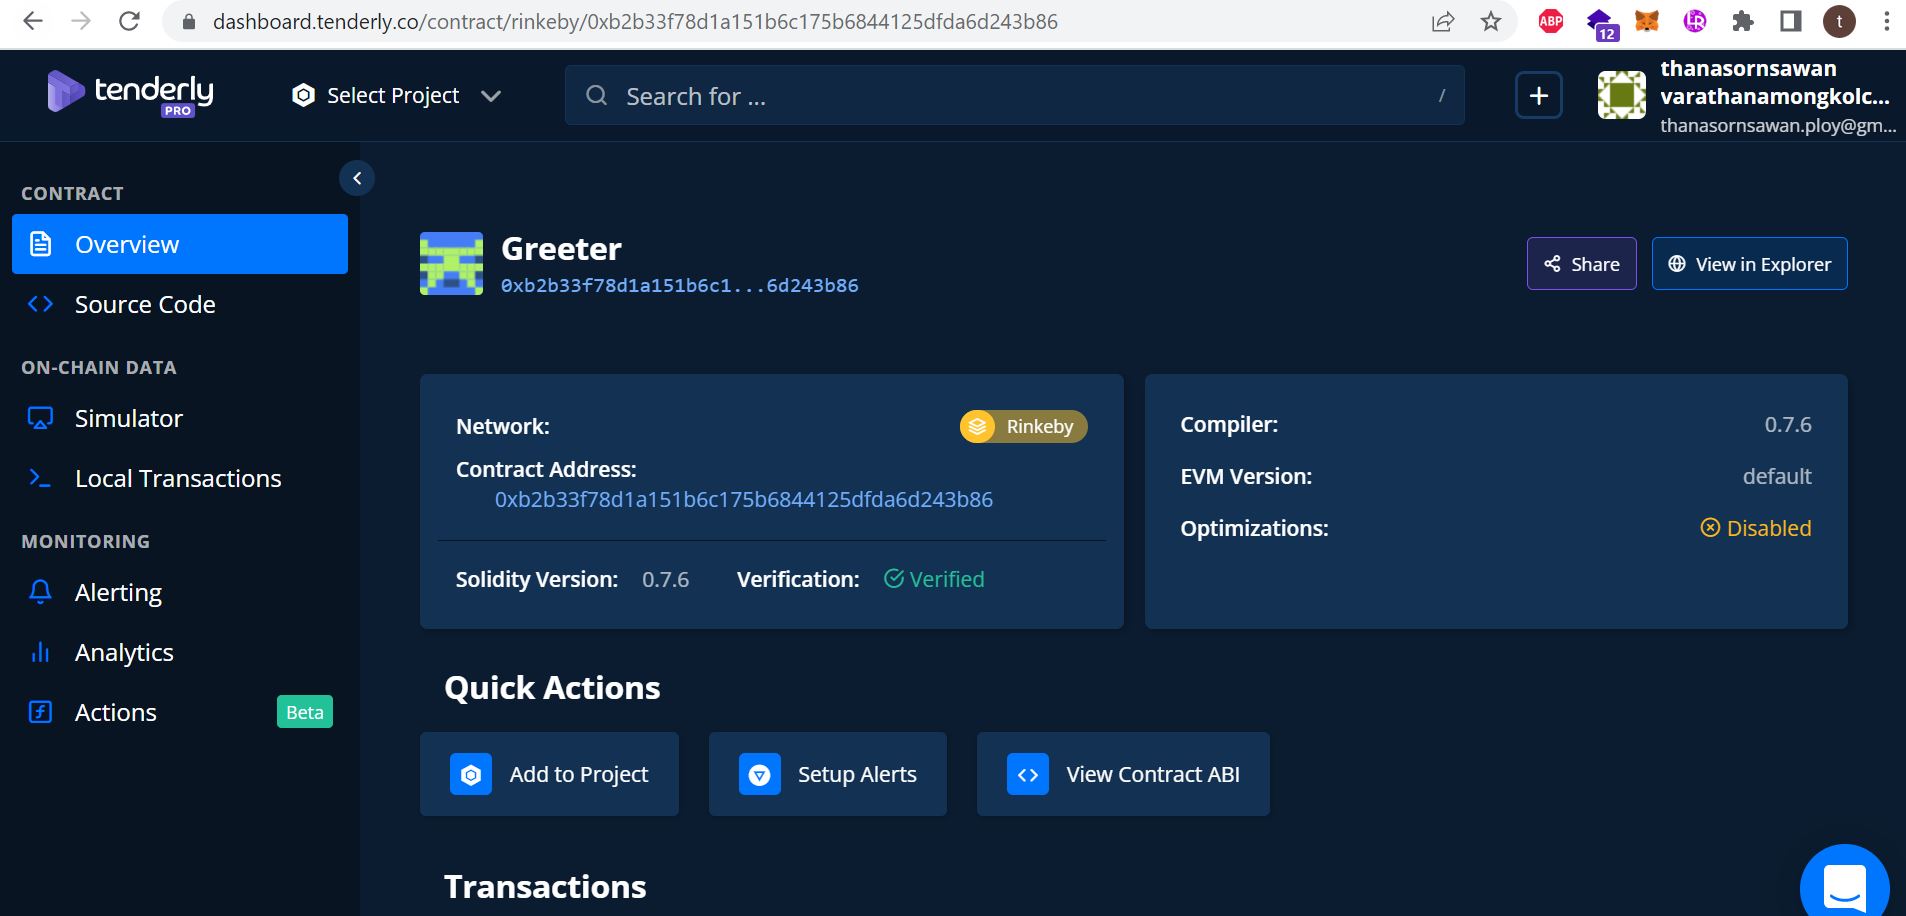 dashboard.tenderly.co/contract/rinkeby/0xb2b33f78d1a151b6c175b6844125dfda6d243b86
ABP
12
R
t
tenderly
PRO
Select Project
Search for ...
/
+
thanasornsawan
varathanamongkolc...
thanasornsawan.ploy@gm...
CONTRACT
Overview
Source Code
ON-CHAIN DATA
Simulator
Local Transactions
MONITORING
Alerting
Analytics
Actions
Beta
Greeter
0xb2b33f78d1a151b6c1...6d243b86
Share
View in Explorer
Network:
Rinkeby
Contract Address:
0xb2b33f78d1a151b6c175b6844125dfda6d243b86
Solidity Version: 0.7.6 Verification: Verified
Compiler: 0.7.6
EVM Version: default
Optimizations: Disabled
Quick Actions
Add to Project
Setup Alerts
View Contract ABI
Transactions